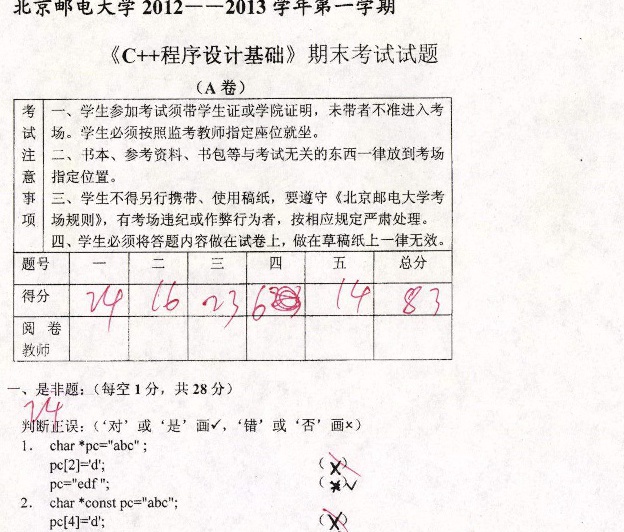 北京邮电大学 2012——2013 学年第一学期
《C++程序设计基础》期末考试试题
（A 卷）
考试注意事项
一、学生参加考试须带学生证或学院证明，未带者不准进入考
场。学生必须按照监考教师指定座位就坐。
二、书本、参考资料、书包等与考试无关的东西一律放到考场
指定位置。
三、学生不得另行携带、使用稿纸，要遵守《北京邮电大学考
场规则》，有考场违纪或作弊行为者，按相应规定严肃处理。
四、学生必须将答题内容做在试卷上，做在草稿纸上一律无效。
题号 一 二 三 四 五 总分
得分 24 16 23 6 14 83
阅 卷
教师
一、是非题：（每空 1 分，共 28 分）
24
判断正误：（‘对’或‘是’画✓，‘错’或‘否’画×）
1. char *pc="abc" ;
pc[2]='d'; （×）
pc="edf "; （ ）✓
2. char *const pc="abc";
pc[4]='d'; （×）